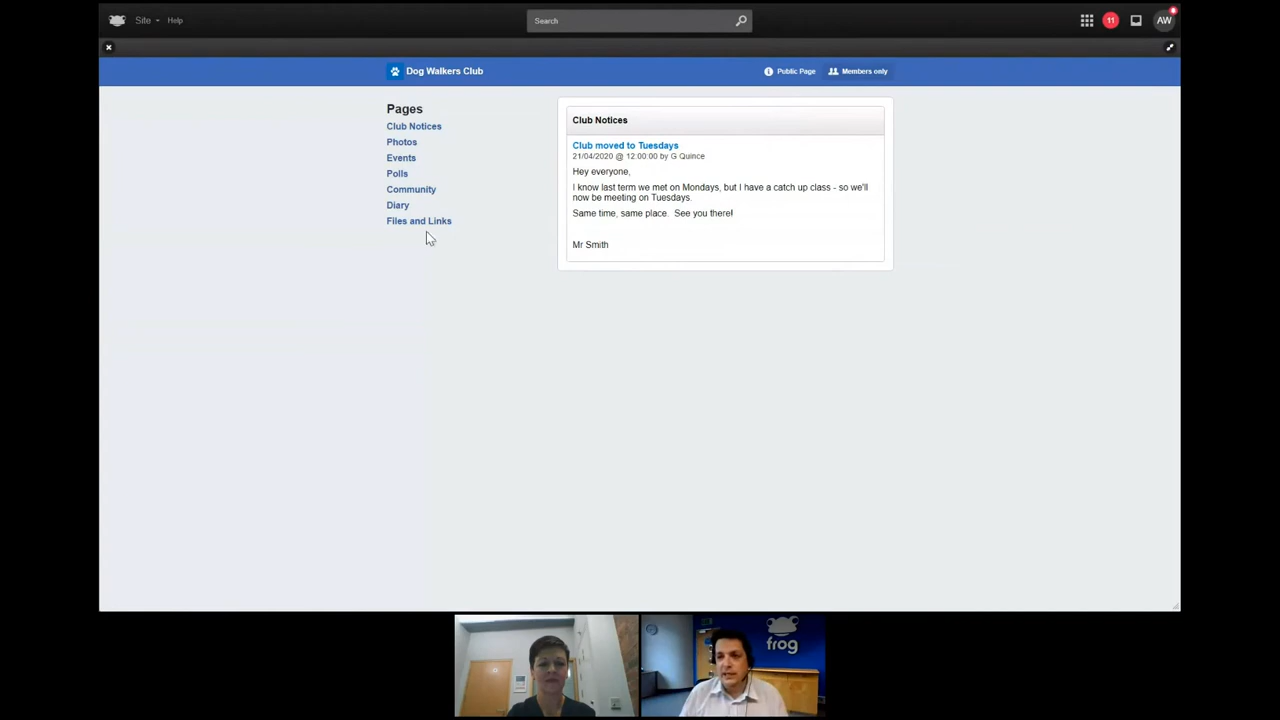 Site Help Search 11 AW
Dog Walkers Club Public Page Members only
Pages
Club Notices
Photos
Events
Polls
Community
Diary
Files and Links
Club Notices
Club moved to Tuesdays
21/04/2020 @ 12:00:00 by G Quince
Hey everyone,
I know last term we met on Mondays, but I have a catch up class - so we'll
now be meeting on Tuesdays.
Same time, same place. See you there!
Mr Smith
frog